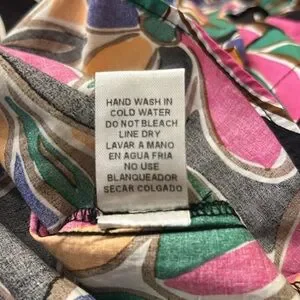 HAND WASH IN
COLD WATER
DO NOT BLEACH
LINE DRY
LAVAR A MANO
EN AGUA FRIA
NO USE
BLANQUEADOR
SECAR COLGADO